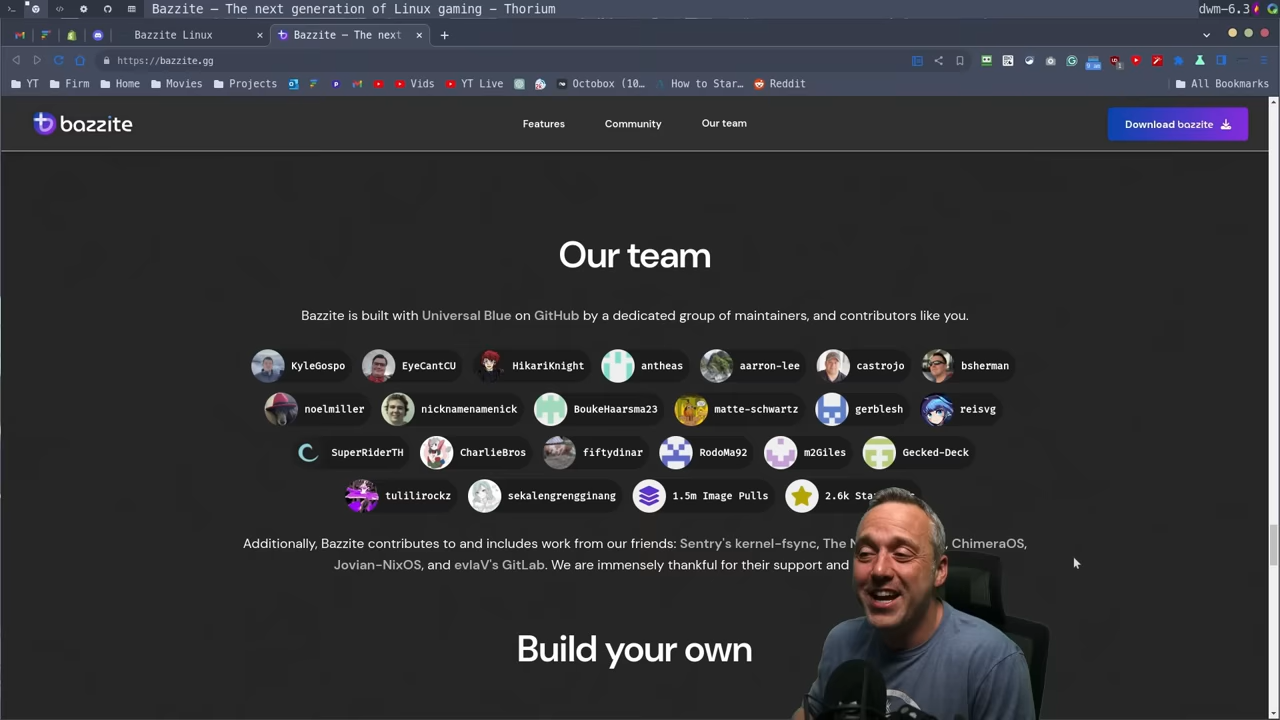 Bazzite – The next generation of Linux gaming – Thorium
dwm-6.3
Bazzite Linux
Bazzite – The next
https://bazzite.gg
YT
Firm
Home
Movies
Projects
Vids
YT Live
Octobox (10...
How to Star...
Reddit
All Bookmarks
bazzite
Features
Community
Our team
Download bazzite
Our team
Bazzite is built with Universal Blue on GitHub by a dedicated group of maintainers, and contributors like you.
KyleGospo EyeCantCU HikariKnight antheas aarron-lee castrojo bsherman
noelmiller nicknamenamenick BoukeHaarsma23 matte-schwartz gerblesh reisvg
SuperRiderTH CharlieBros fiftydinar RodoMa92 m2Giles Gecked-Deck
tulilirockz sekalengrengginang 1.5m Image Pulls 2.6k
Additionally, Bazzite contributes to and includes work from our friends: Sentry's kernel-fsync, The ChimeraOS,
Jovian-NixOS, and evlaV's GitLab. We are immensely thankful for their support and
Build your own